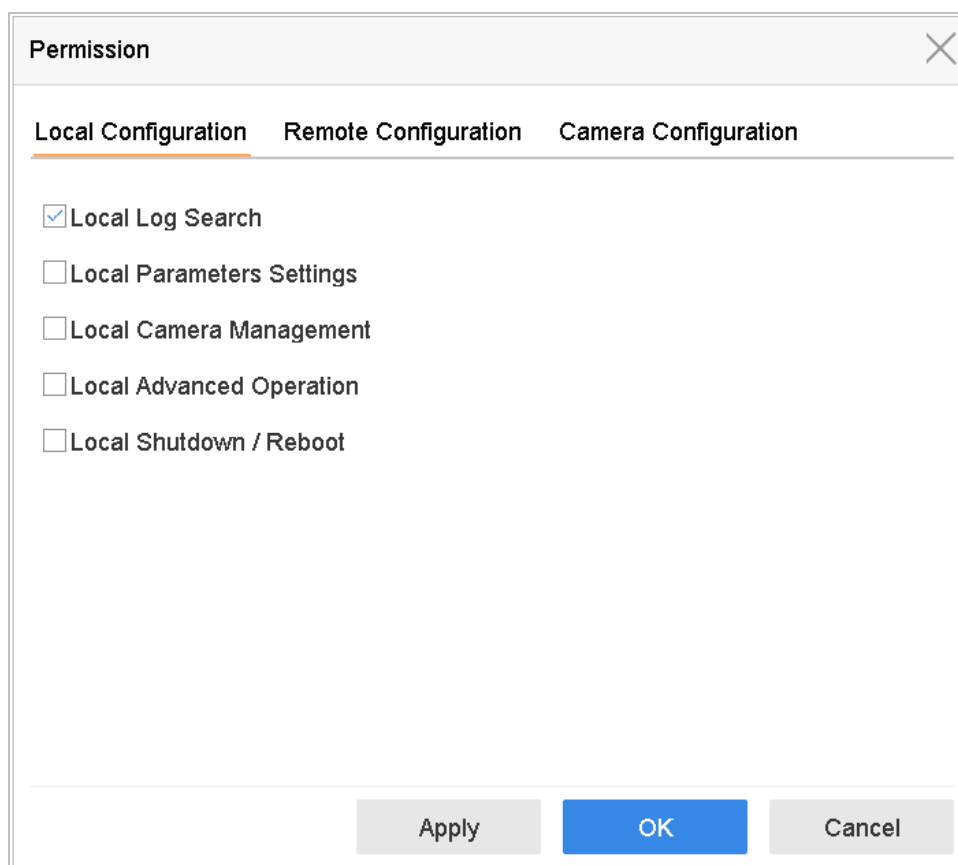 Permission
Local Configuration Remote Configuration Camera Configuration
Local Log Search
Local Parameters Settings
Local Camera Management
Local Advanced Operation
Local Shutdown / Reboot
Apply OK Cancel